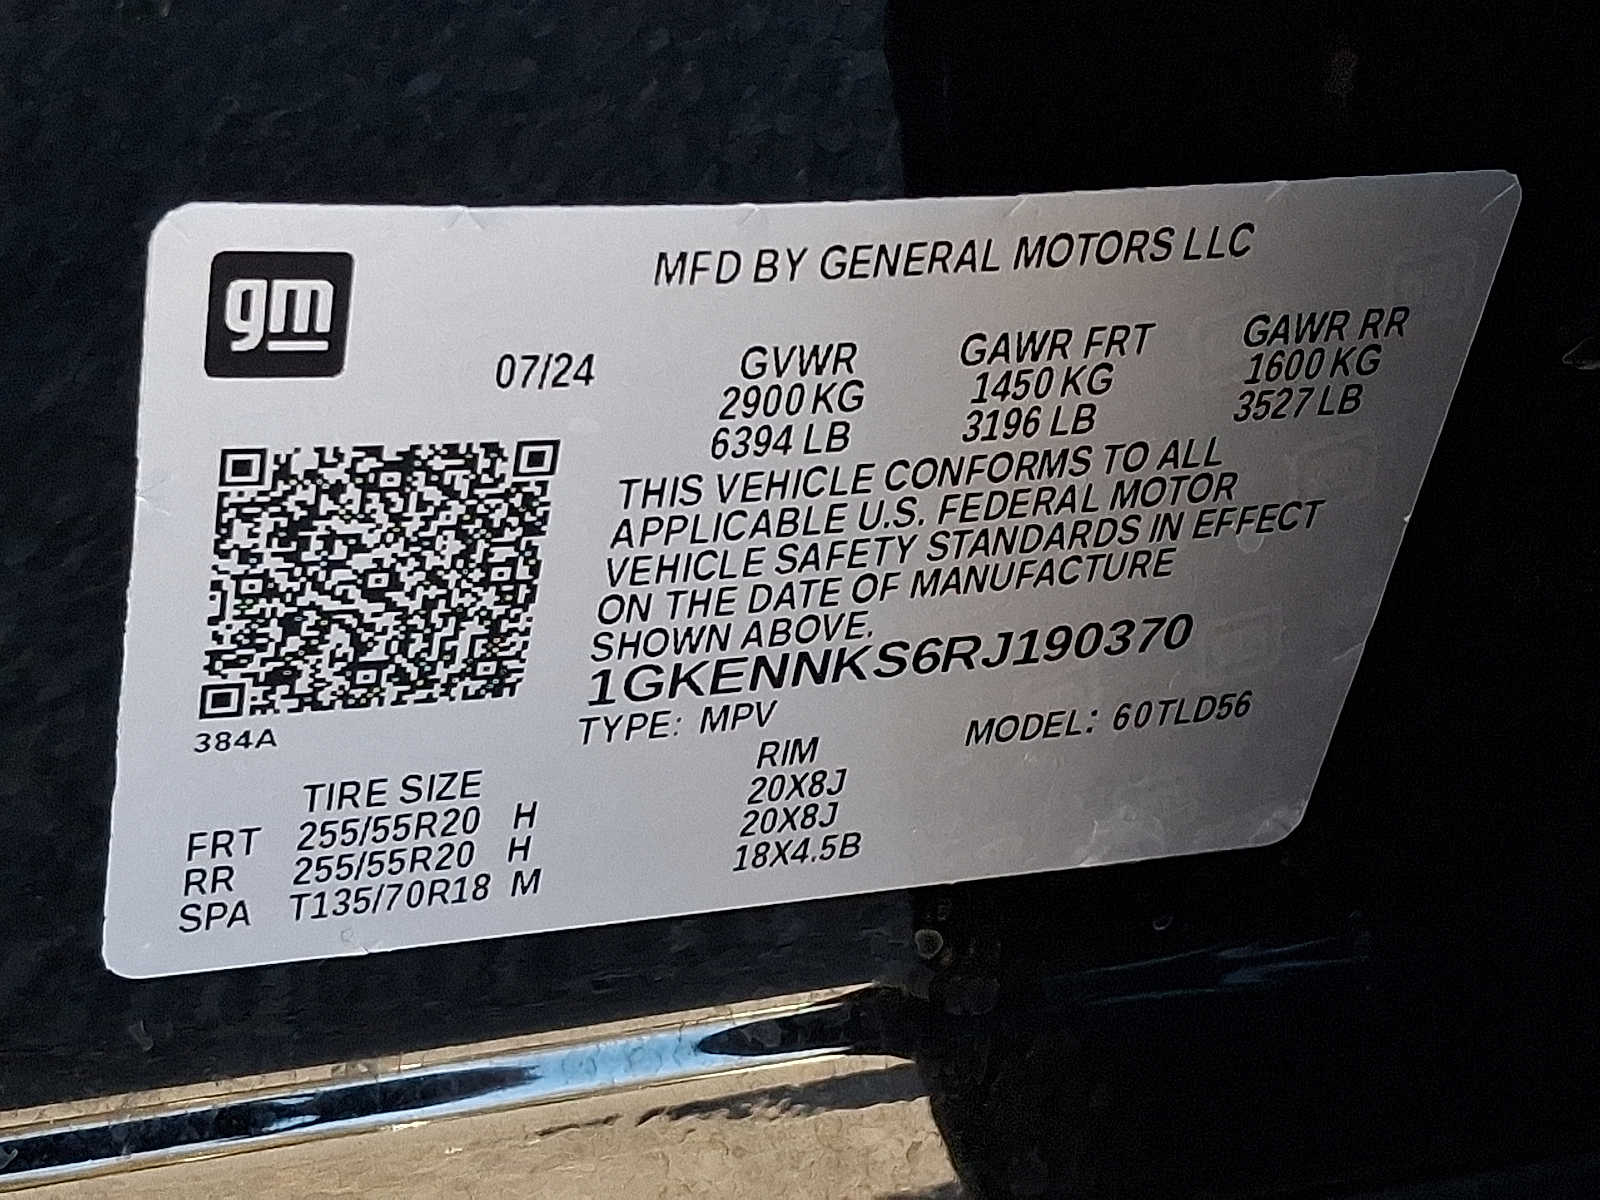 gm
MFD BY GENERAL MOTORS LLC
07/24
GVWR GAWR FRT GAWR RR
2900 KG 1450 KG 1600 KG
6394 LB 3196 LB 3527 LB
THIS VEHICLE CONFORMS TO ALL
APPLICABLE U.S. FEDERAL MOTOR
VEHICLE SAFETY STANDARDS IN EFFECT
ON THE DATE OF MANUFACTURE
SHOWN ABOVE.
1GKENNKS6RJ190370
TYPE: MPV MODEL: 60TLD56
384A
TIRE SIZE RIM
FRT 255/55R20 H 20X8J
RR 255/55R20 H 20X8J
SPA T135/70R18 M 18X4.5B